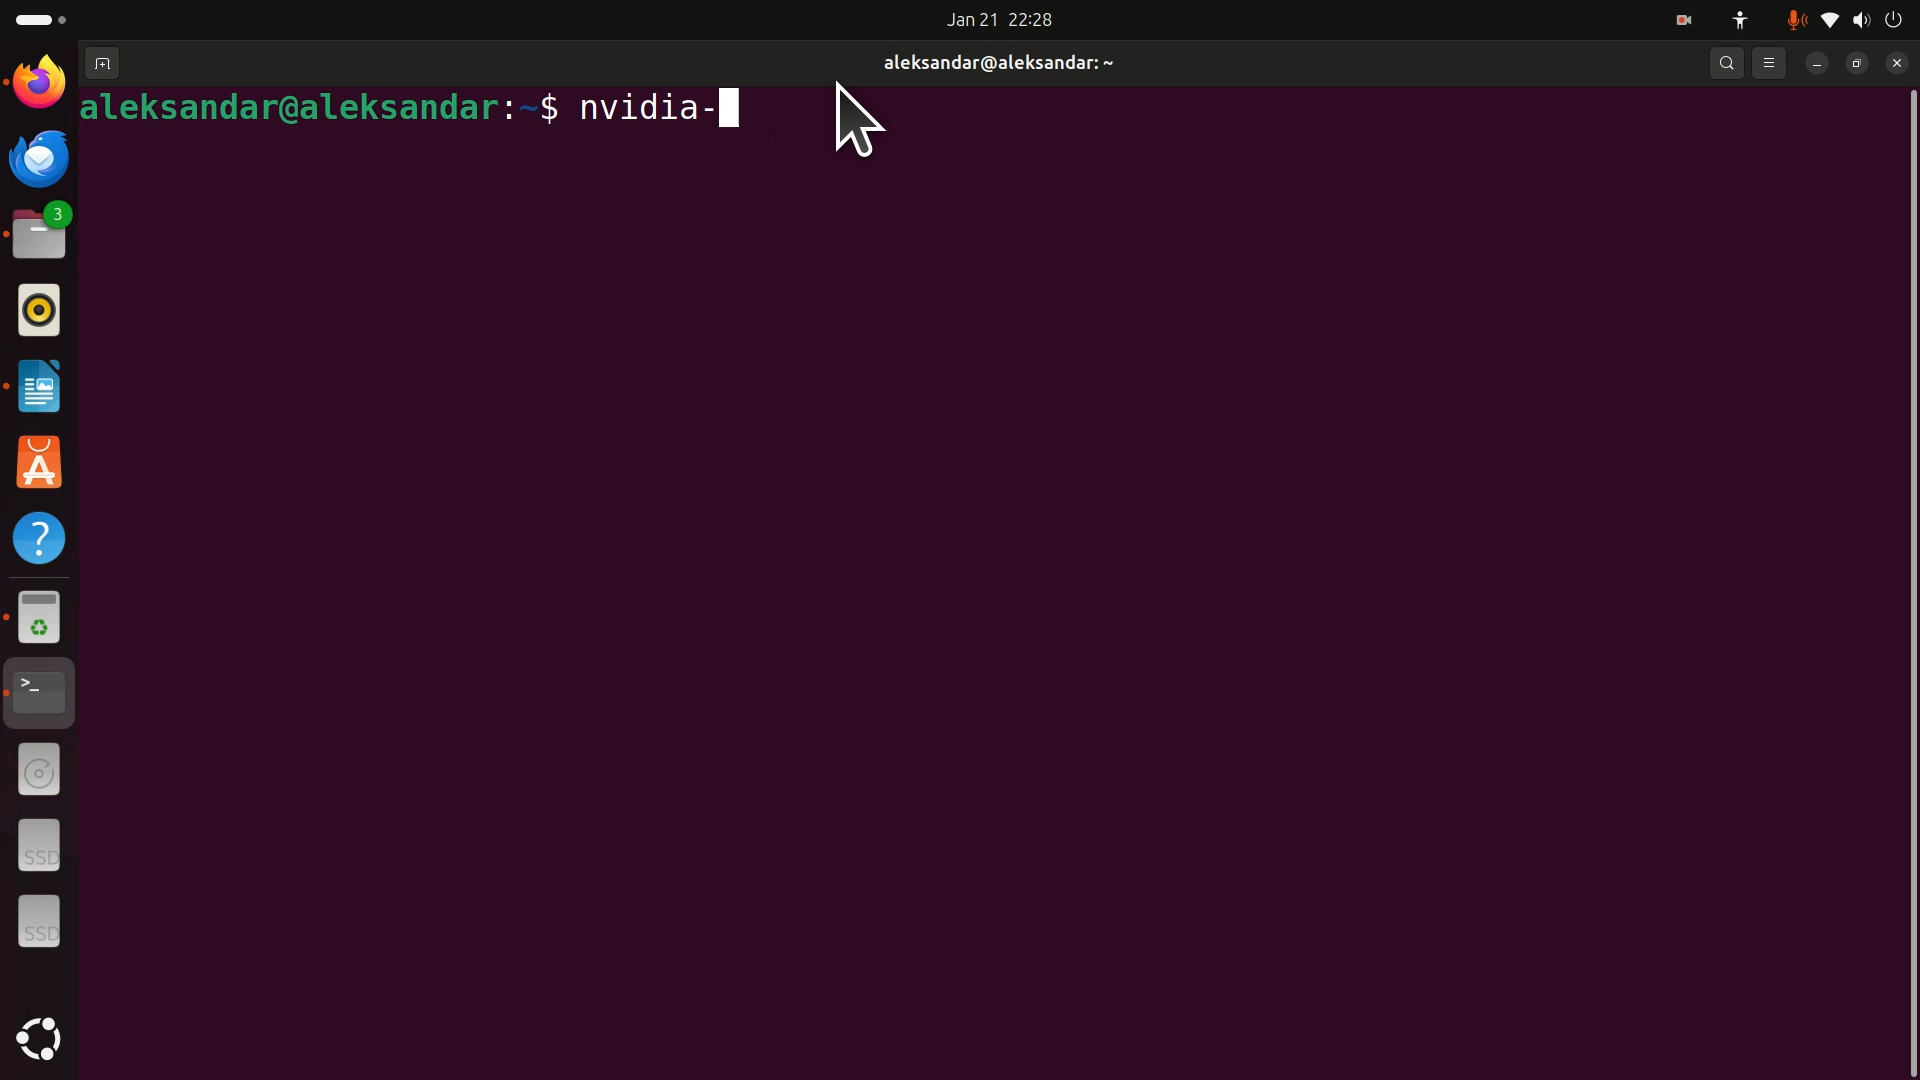 Jan 21 22:28
aleksandar@aleksandar: ~
aleksandar@aleksandar:~$ nvidia-
3
?
>_
SSD
SSD